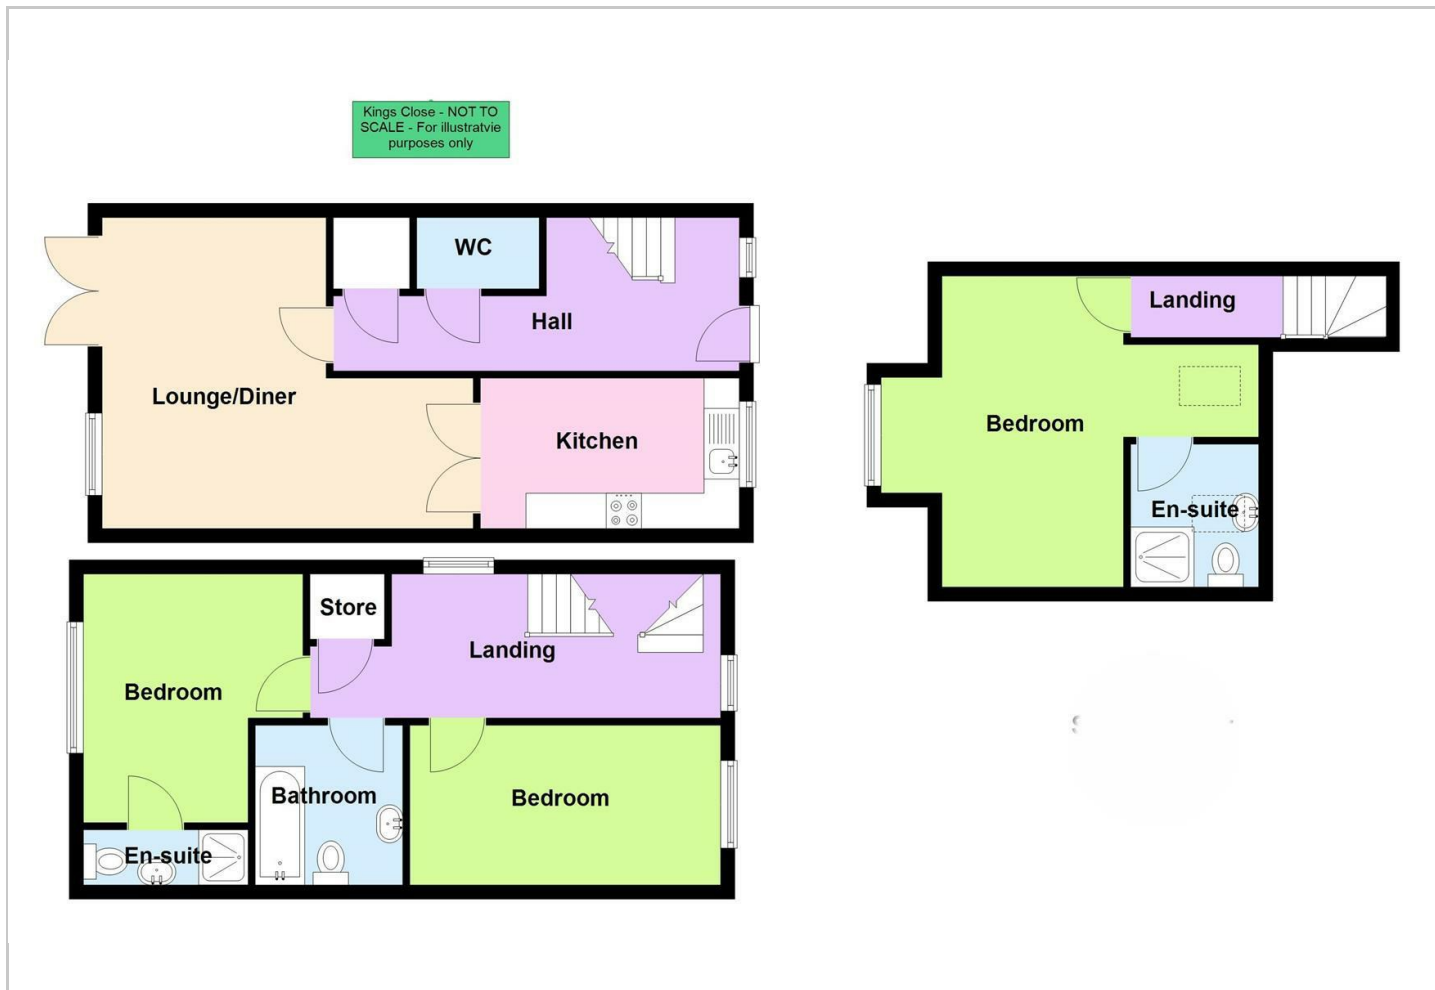 Kings Close - NOT TO
SCALE - For illustratvie
purposes only
WC
Hall
Lounge/Diner
Kitchen
Landing
Bedroom
En-suite
Store
Landing
Bedroom
Bathroom
Bedroom
En-suite